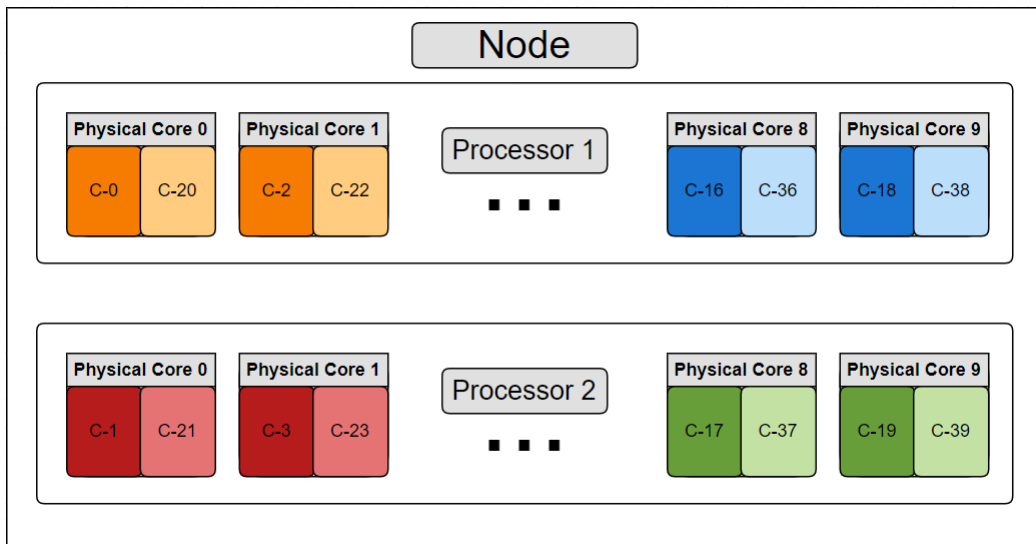 Node
Physical Core 0
Physical Core 1
Processor 1
Physical Core 8
Physical Core 9
C-0
C-20
C-2
C-22
...
C-16
C-36
C-18
C-38
Physical Core 0
Physical Core 1
Processor 2
Physical Core 8
Physical Core 9
C-1
C-21
C-3
C-23
...
C-17
C-37
C-19
C-39